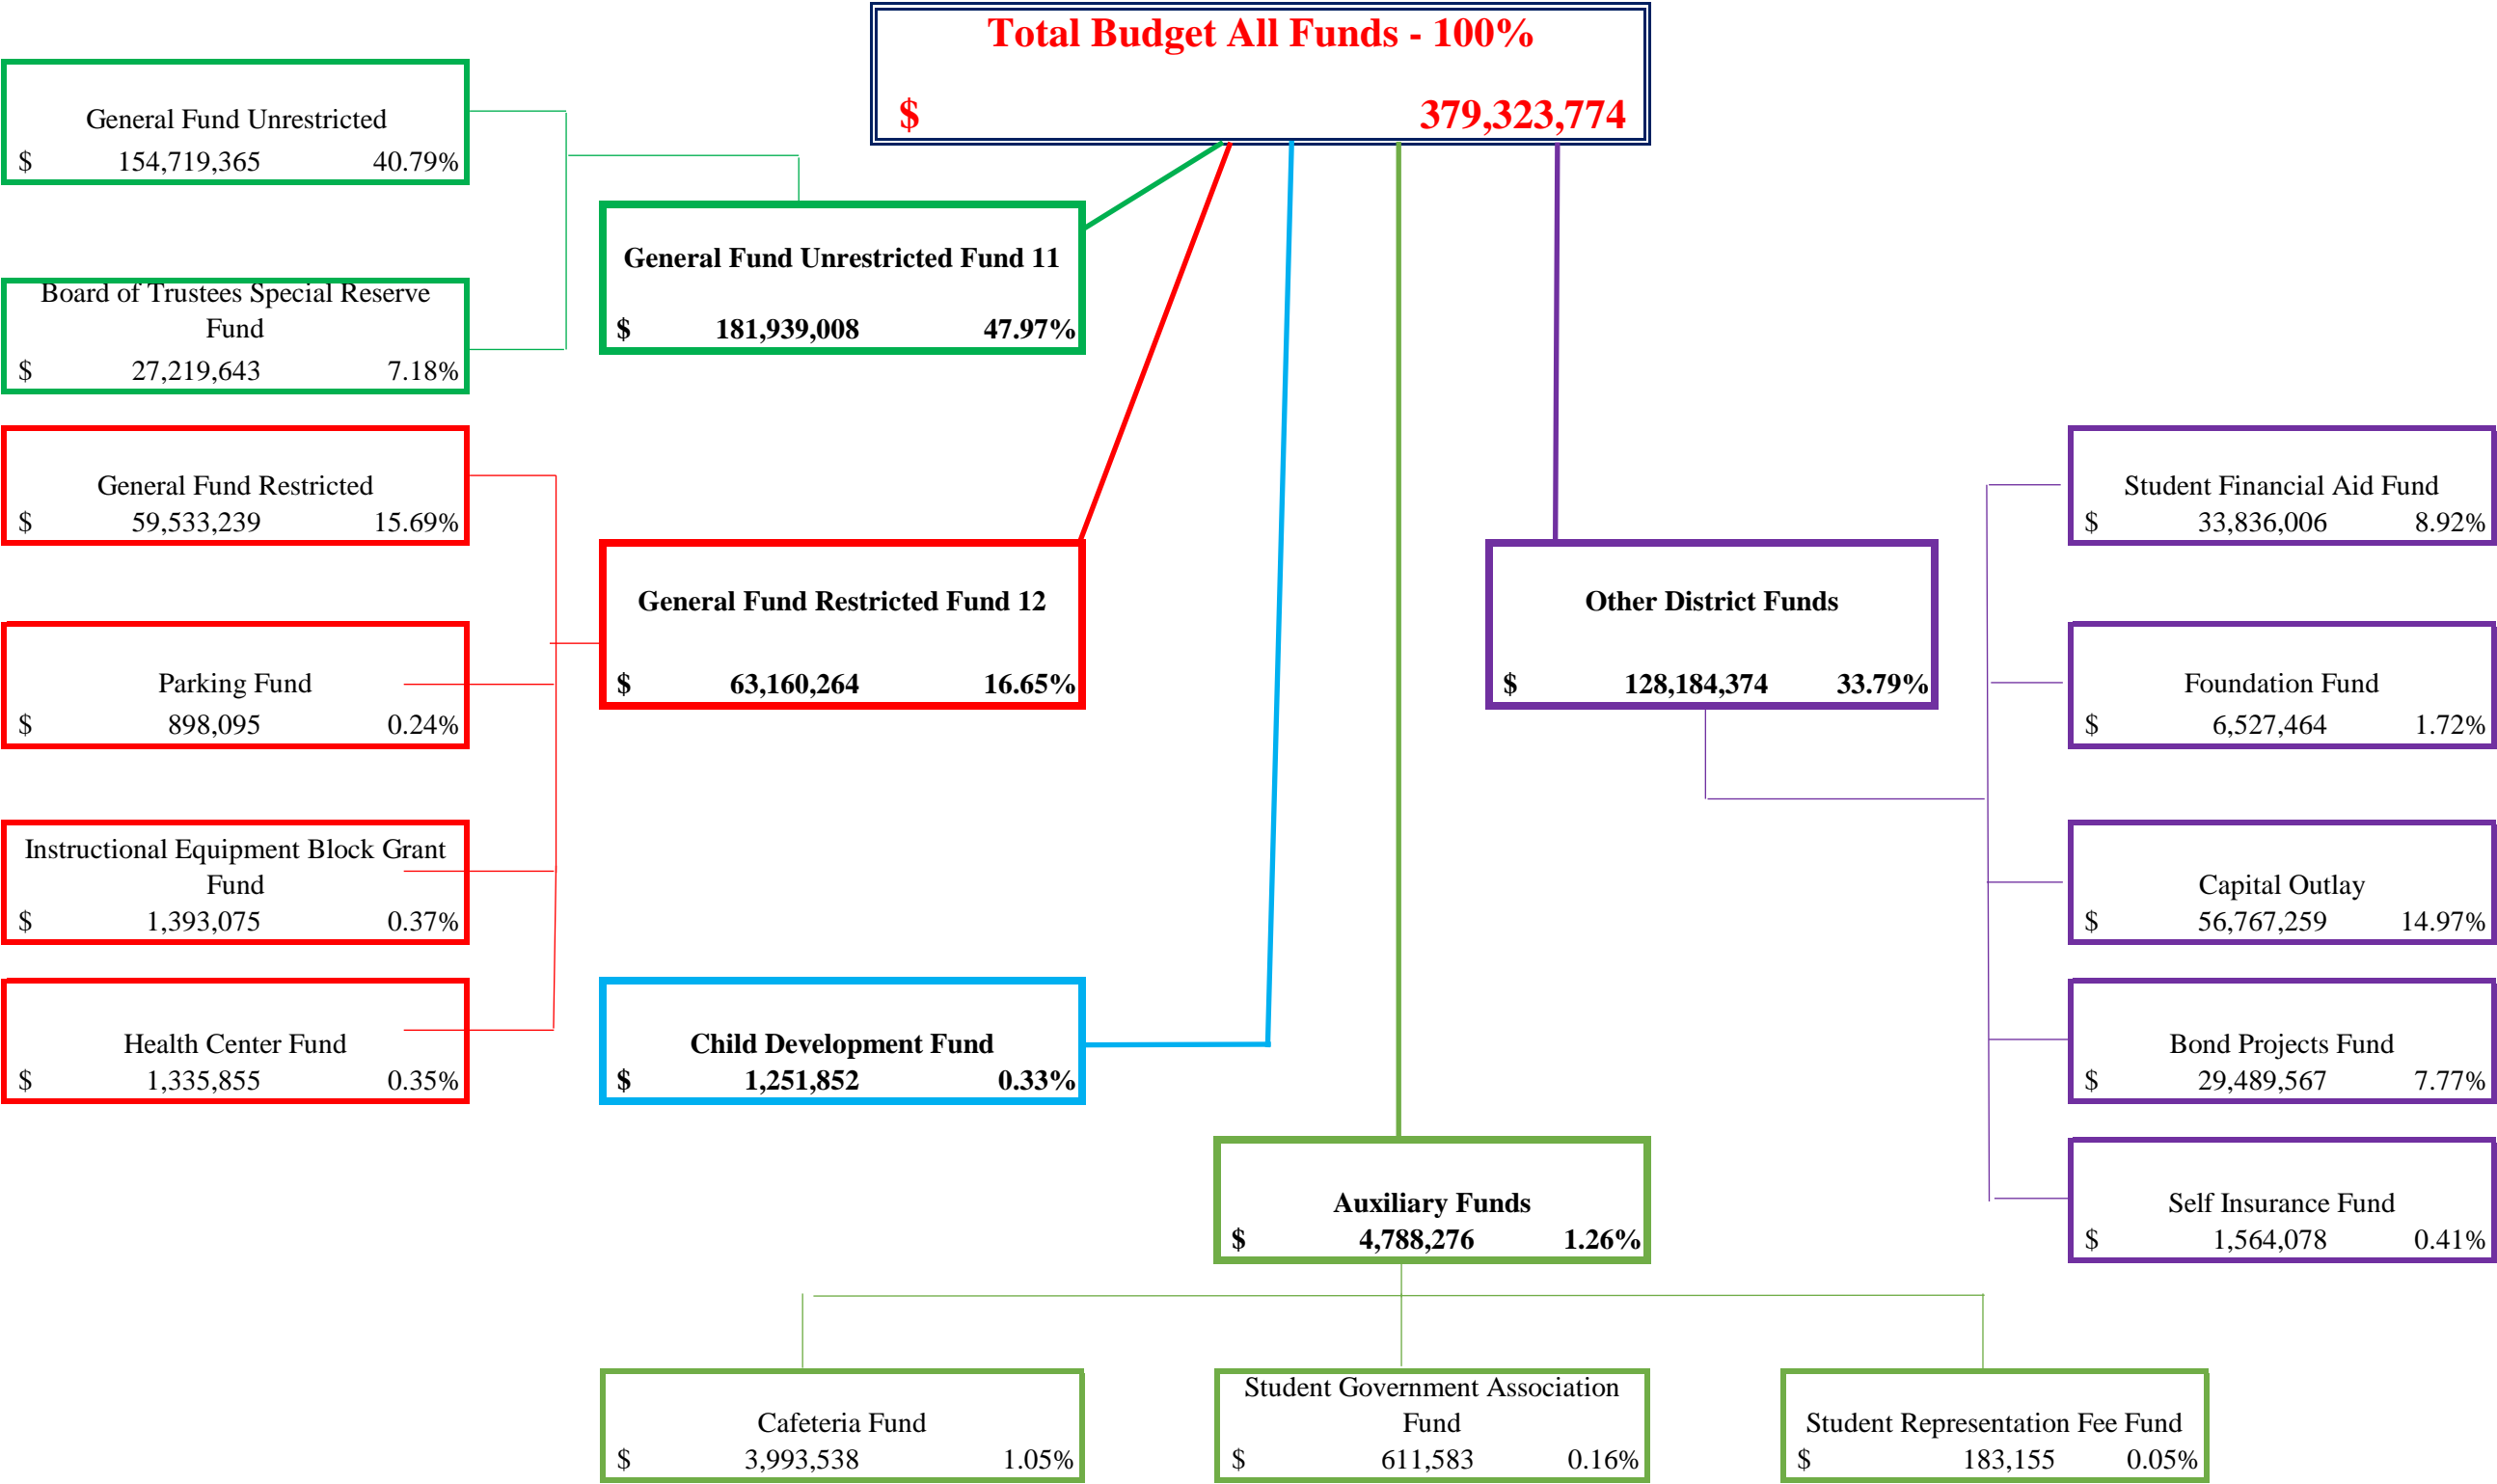 Total Budget All Funds - 100%
$ 379,323,774
General Fund Unrestricted
$ 154,719,365 40.79%
General Fund Unrestricted Fund 11
$ 181,939,008 47.97%
Board of Trustees Special Reserve
Fund
$ 27,219,643 7.18%
General Fund Restricted
$ 59,533,239 15.69%
General Fund Restricted Fund 12
$ 63,160,264 16.65%
Parking Fund
$ 898,095 0.24%
Instructional Equipment Block Grant
Fund
$ 1,393,075 0.37%
Health Center Fund
$ 1,335,855 0.35%
Child Development Fund
$ 1,251,852 0.33%
Other District Funds
$ 128,184,374 33.79%
Student Financial Aid Fund
$ 33,836,006 8.92%
Foundation Fund
$ 6,527,464 1.72%
Capital Outlay
$ 56,767,259 14.97%
Bond Projects Fund
$ 29,489,567 7.77%
Self Insurance Fund
$ 1,564,078 0.41%
Auxiliary Funds
$ 4,788,276 1.26%
Cafeteria Fund
$ 3,993,538 1.05%
Student Government Association
Fund
$ 611,583 0.16%
Student Representation Fee Fund
$ 183,155 0.05%